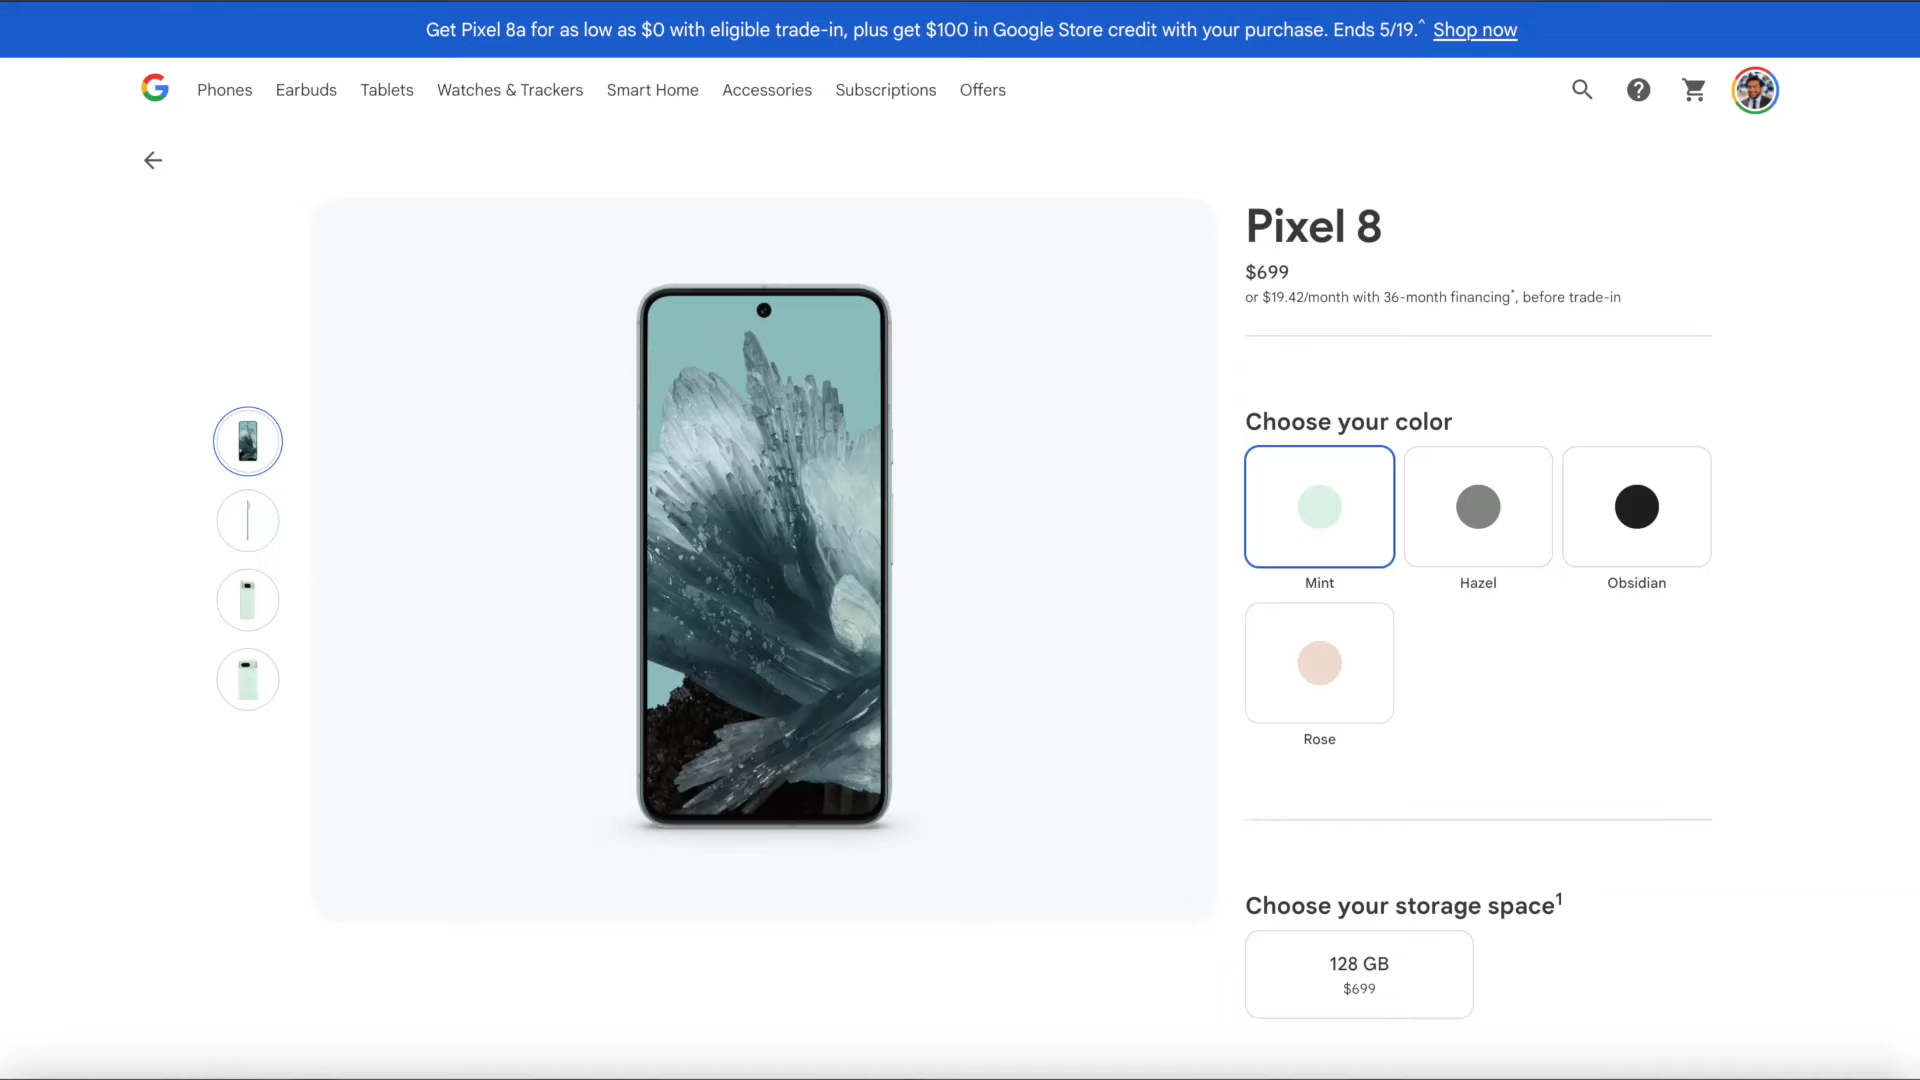 Get Pixel 8a for as low as $0 with eligible trade-in, plus get $100 in Google Store credit with your purchase. Ends 5/19.^ Shop now
Phones Earbuds Tablets Watches & Trackers Smart Home Accessories Subscriptions Offers
Pixel 8
$699
or $19.42/month with 36-month financing*, before trade-in
Choose your color
Mint Hazel Obsidian
Rose
Choose your storage space¹
128 GB
$699